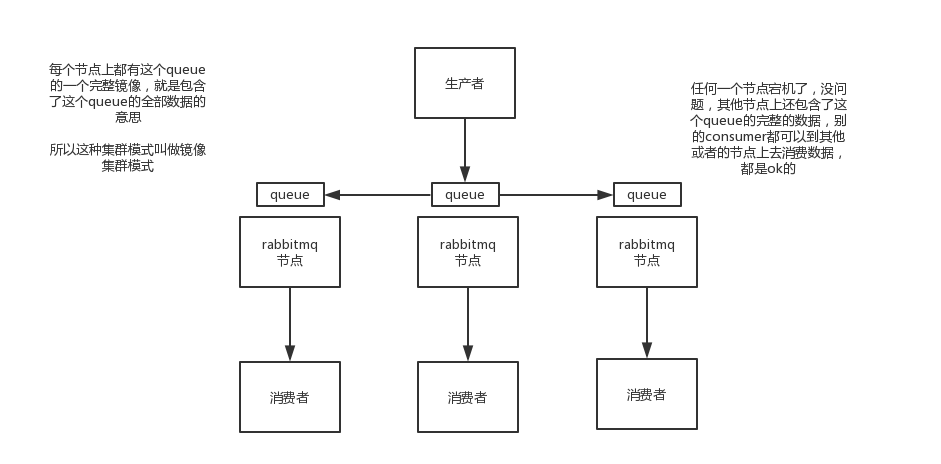 每个节点上都有这个queue
的一个完整镜像，就是包含
了这个queue的全部数据的
意思
所以这种集群模式叫做镜像
集群模式
生产者
任何一个节点宕机了，没问
题，其他节点上还包含了这
个queue的完整的数据，别
的consumer都可以到其他
或者的节点上去消费数据，
都是ok的
queue
queue
queue
rabbitmq
节点
rabbitmq
节点
rabbitmq
节点
消费者
消费者
消费者